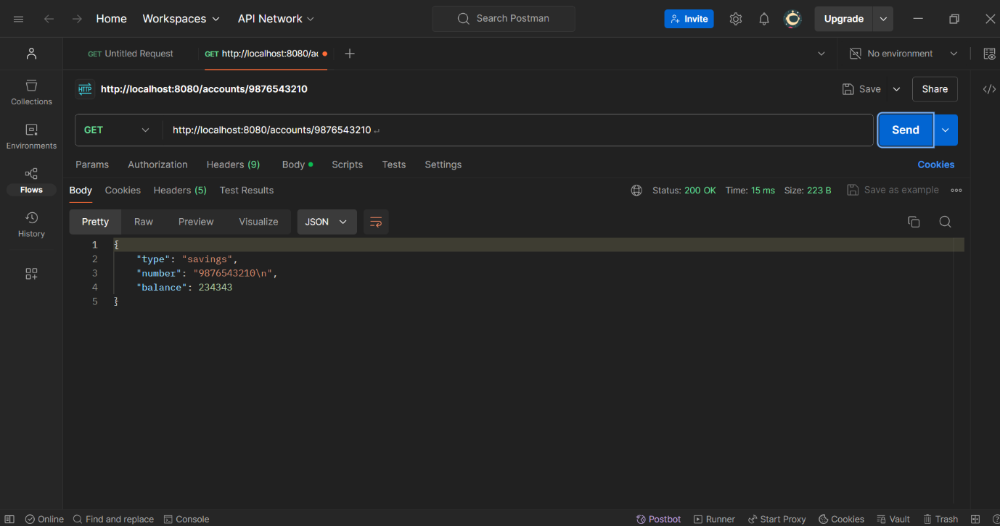 Home Workspaces API Network Search Postman Invite Upgrade
GET Untitled Request GET http://localhost:8080/ac No environment
HTTP http://localhost:8080/accounts/9876543210 Save Share
GET http://localhost:8080/accounts/9876543210 Send
Params Authorization Headers (9) Body Scripts Tests Settings Cookies
Body Cookies Headers (5) Test Results Status: 200 OK Time: 15 ms Size: 223 B Save as example
Pretty Raw Preview Visualize JSON
1 {
2 "type": "savings",
3 "number": "9876543210\n",
4 "balance": 234343
5 }
Collections
Environments
Flows
History
Online Find and replace Console Postbot Runner Start Proxy Cookies Vault Trash